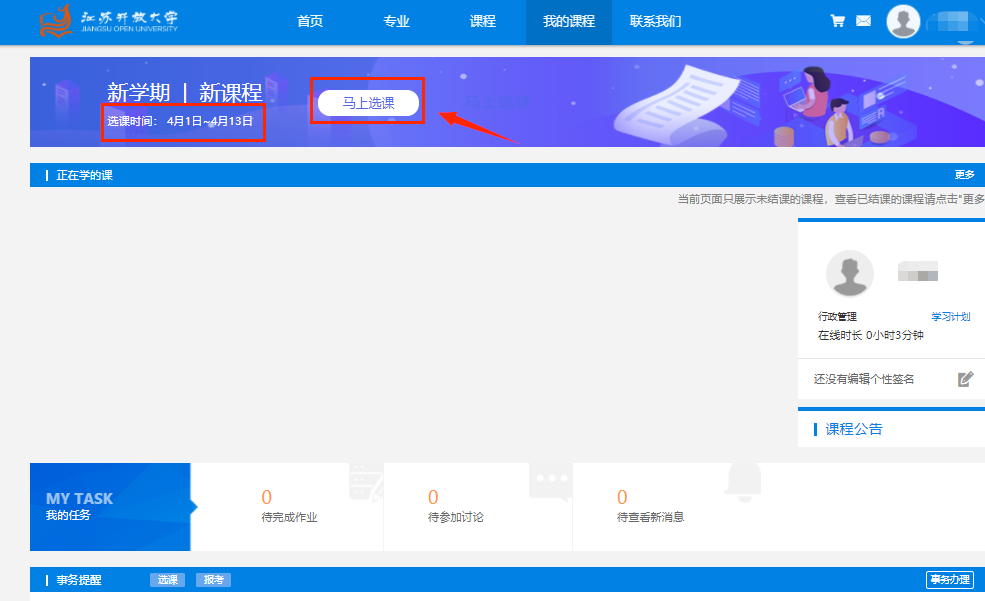 江苏开放大学
JIANGSU OPEN UNIVERSITY
首页 专业 课程 我的课程 联系我们
新学期 | 新课程
马上选课
选课时间： 4月1日~4月13日
正在学的课 更多
当前页面只展示未结课的课程，查看已结课的课程请点击"更多
行政管理 学习计划
在线时长 0小时3分钟
还没有编辑个性签名
课程公告
MY TASK
我的任务
0
待完成作业
0
待参加讨论
0
待查看新消息
事务提醒 选课 报考 事务办理